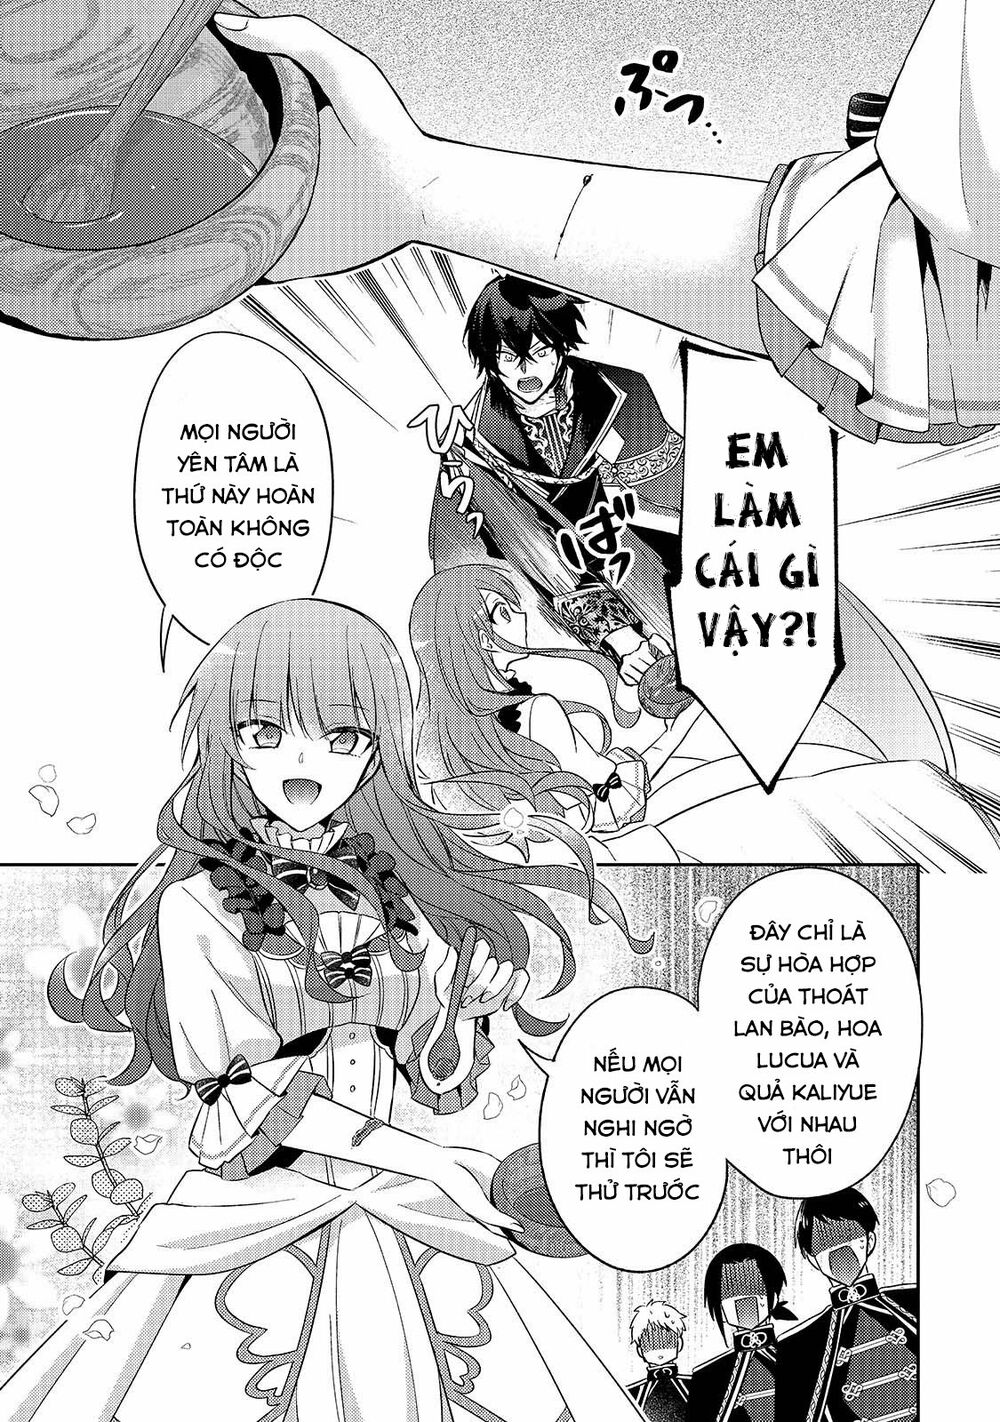 ぷーっ…
EM
LÀM
CÁI GÌ
VẬY?!
ひらっ
ばっ
MỌI NGƯỜI
YÊN TÂM LÀ
THỨ NÀY HOÀN
TOÀN KHÔNG
CÓ ĐỘC
ĐÂY CHỈ LÀ
SỰ HÒA HỢP
CỦA THOÁT
LAN BÀO, HOA
LUCUA VÀ
QUẢ KALIYUE
VỚI NHAU
THÔI
NẾU MỌI
NGƯỜI VẪN
NGHI NGỜ
THÌ TÔI SẼ
THỬ TRƯỚC